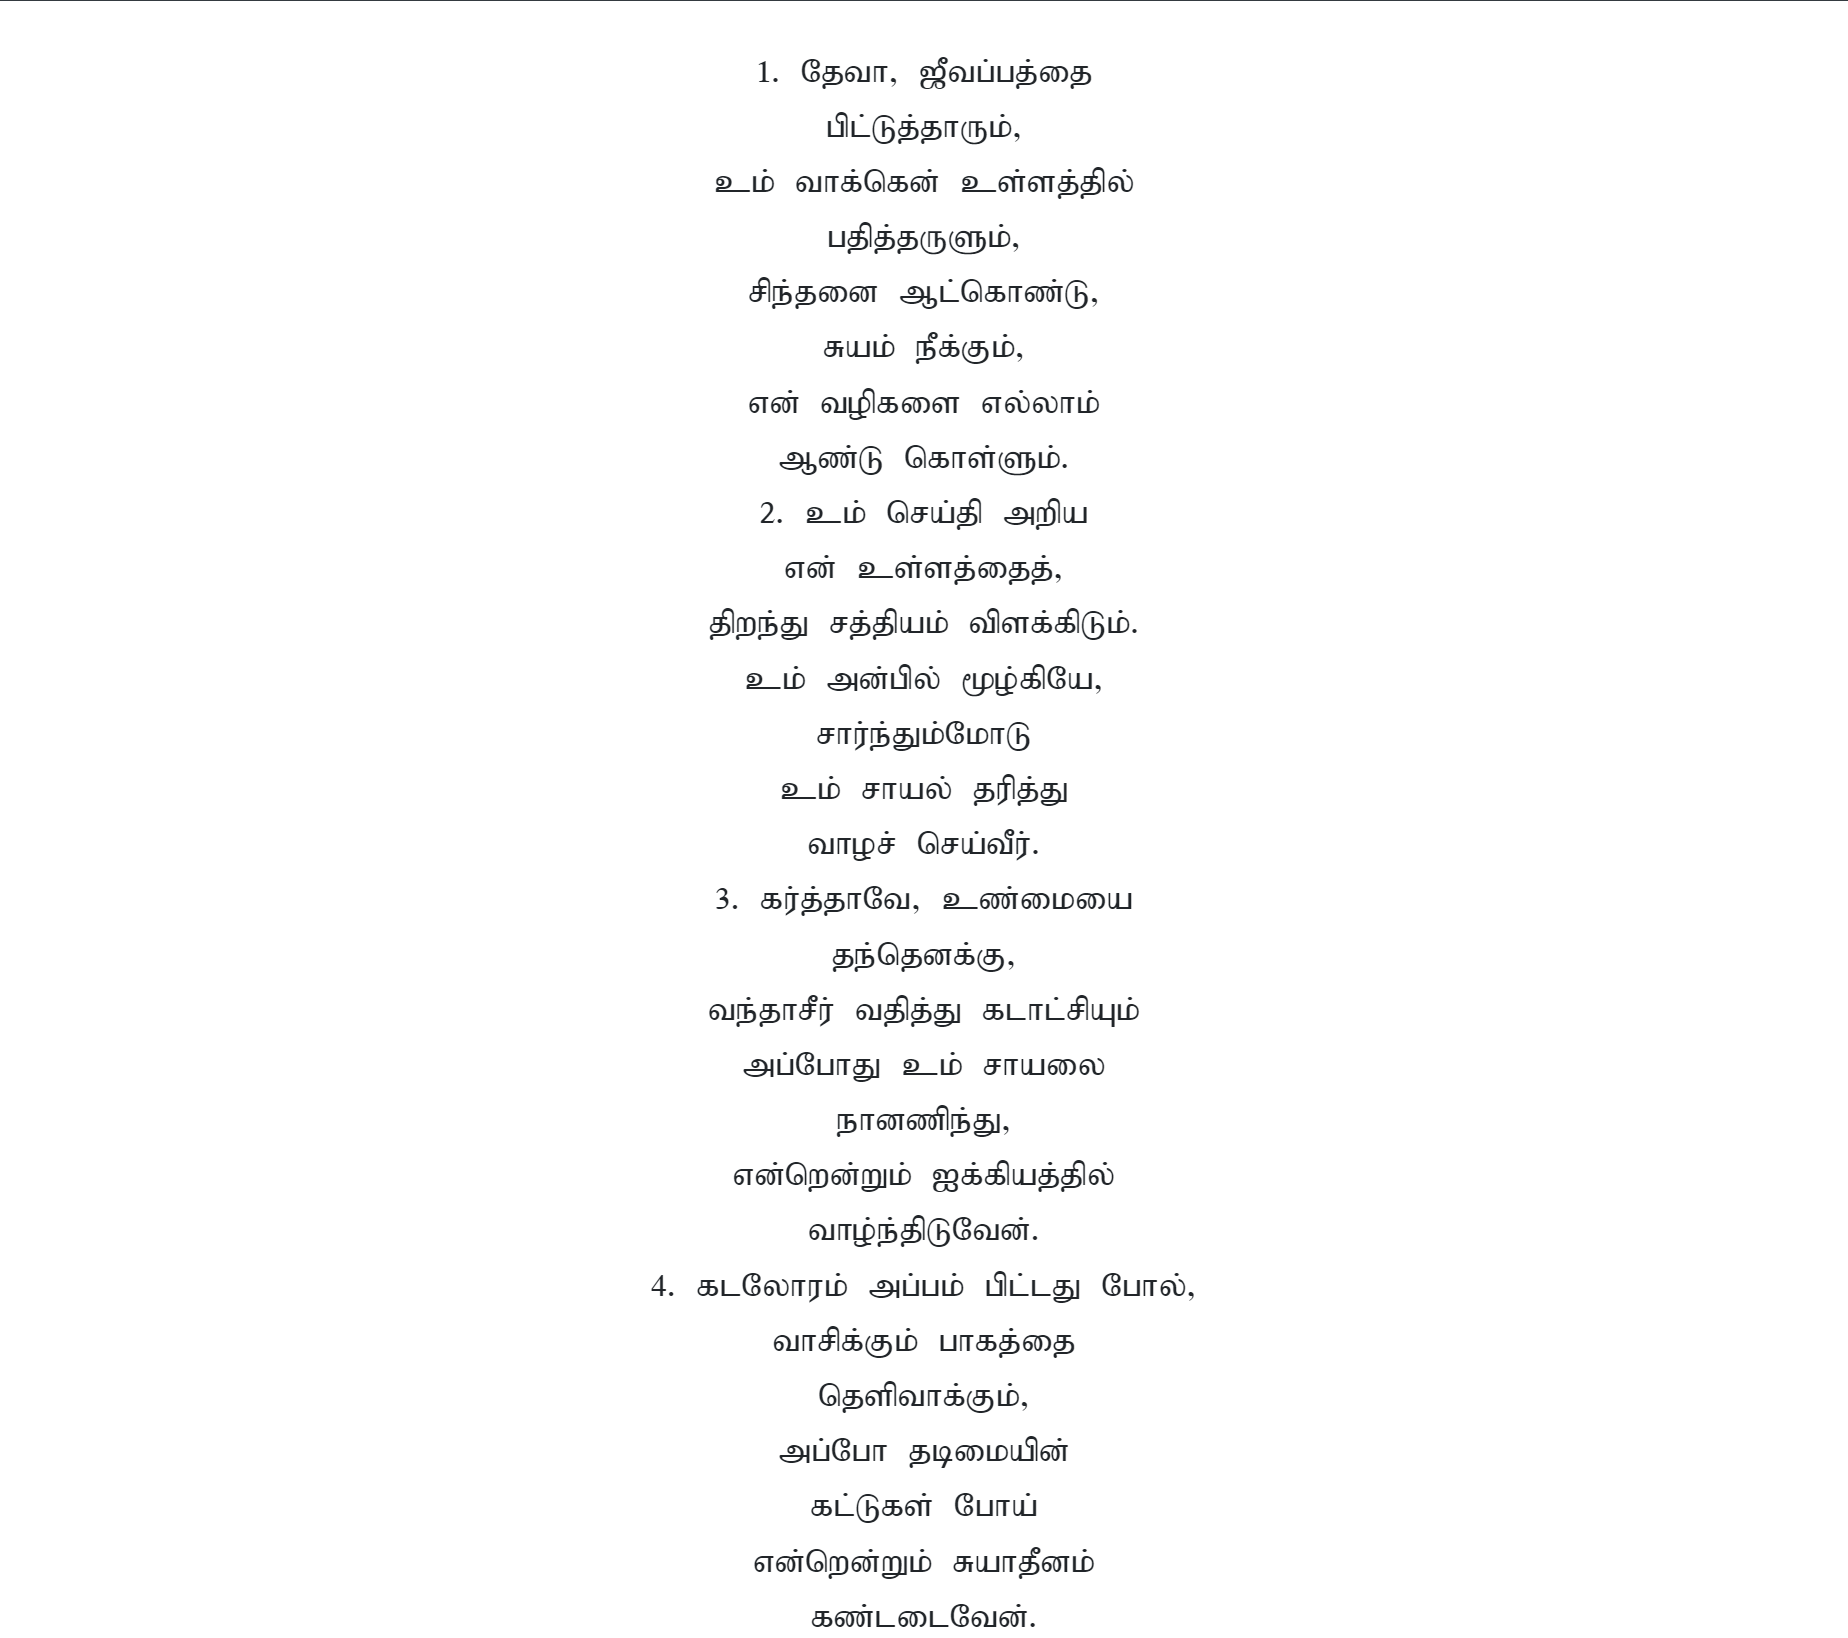 1. தேவா, ஜீவப்பத்தை
பிட்டுத்தாரும்,
உம் வாக்கென் உள்ளத்தில்
பதித்தருளும்,
சிந்தனை ஆட்கொண்டு,
சுயம் நீக்கும்,
என் வழிகளை எல்லாம்
ஆண்டு கொள்ளும்.
2. உம் செய்தி அறிய
என் உள்ளத்தைத்,
திறந்து சத்தியம் விளக்கிடும்.
உம் அன்பில் மூழ்கியே,
சார்ந்தும்மோடு
உம் சாயல் தரித்து
வாழச் செய்வீர்.
3. கர்த்தாவே, உண்மையை
தந்தெனக்கு,
வந்தாசீர் வதித்து கடாட்சியும்
அப்போது உம் சாயலை
நானணிந்து,
என்றென்றும் ஐக்கியத்தில்
வாழ்ந்திடுவேன்.
4. கடலோரம் அப்பம் பிட்டது போல்,
வாசிக்கும் பாகத்தை
தெளிவாக்கும்,
அப்போ தடிமையின்
கட்டுகள் போய்
என்றென்றும் சுயாதீனம்
கண்டடைவேன்.